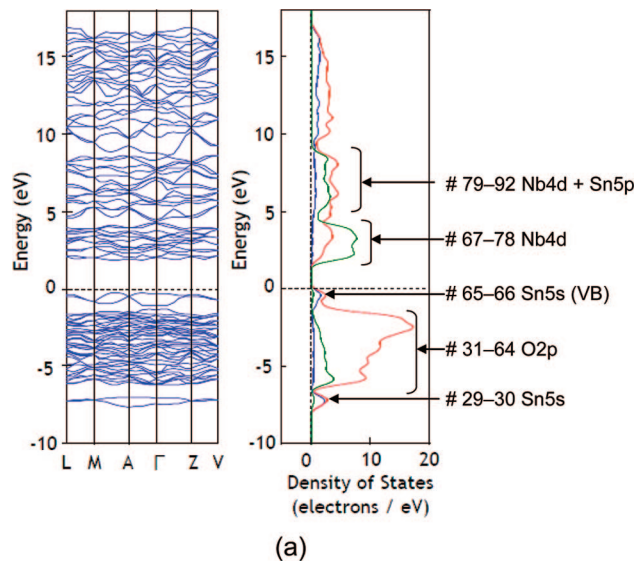 15
10
5
0
-5
-10
Energy (eV)
L M A Γ Z V
15
10
5
0
-5
-10
Energy (eV)
0 10 20
Density of States
(electrons / eV)
# 79–92 Nb4d + Sn5p
# 67–78 Nb4d
# 65–66 Sn5s (VB)
# 31–64 O2p
# 29–30 Sn5s
(a)